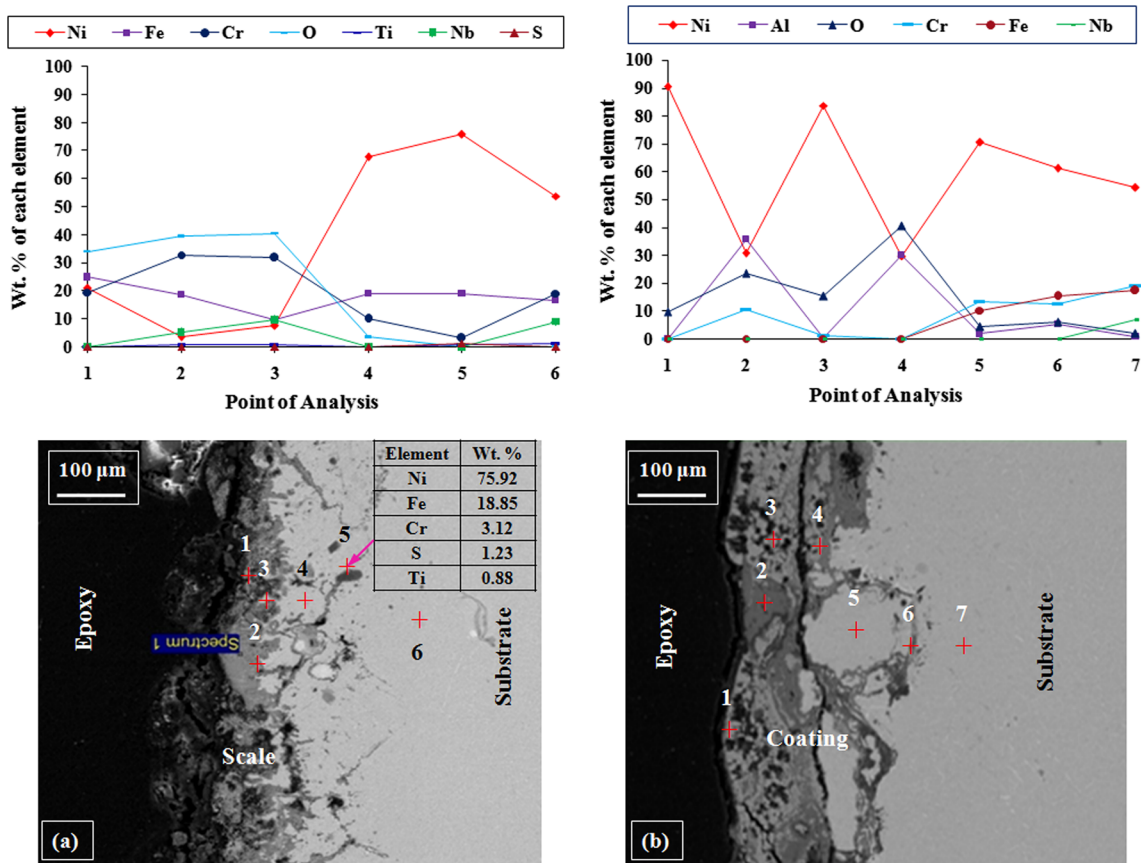 Ni Fe Cr O Ti Nb S
100
90
80
70
60
50
40
30
20
10
0
Wt. % of each element
1 2 3 4 5 6
Point of Analysis
Ni Al O Cr Fe Nb
100
90
80
70
60
50
40
30
20
10
0
Wt. % of each element
1 2 3 4 5 6 7
Point of Analysis
100 µm
Element Wt. %
Ni 75.92
Fe 18.85
Cr 3.12
S 1.23
Ti 0.88
5
1
3 4
2
6
Spectrum 1
Epoxy
Substrate
Scale
(a)
100 µm
3 4
2
5 6 7
1
Epoxy
Substrate
Coating
(b)